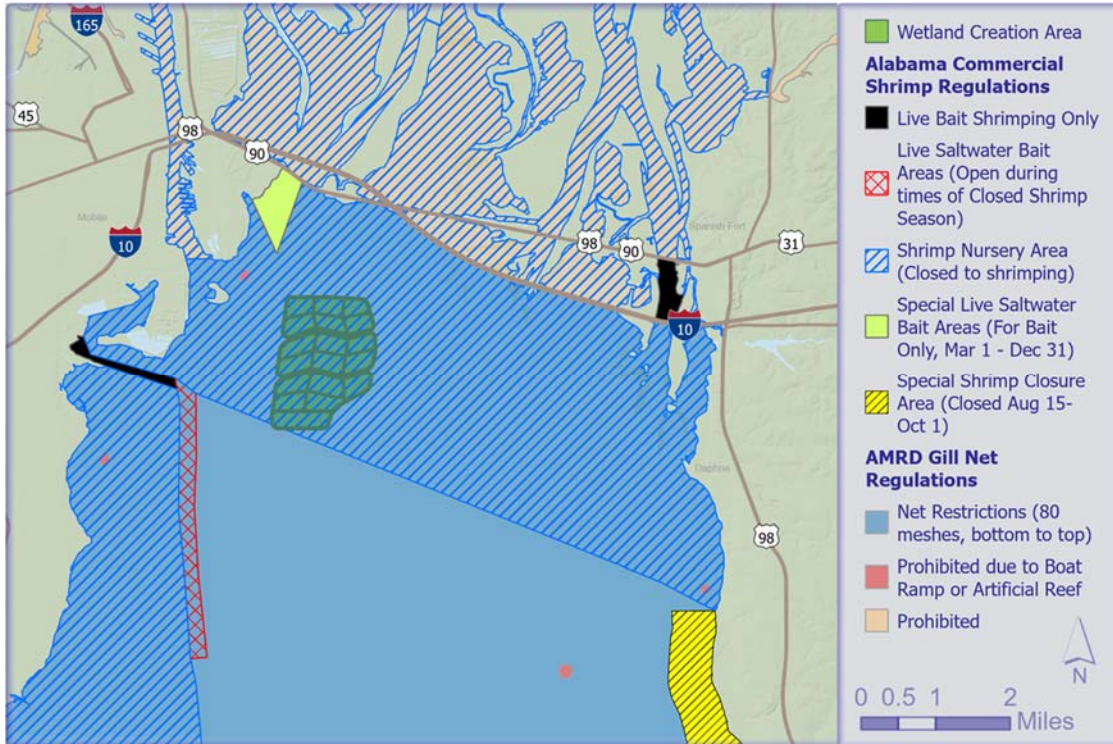 165
45
98
90
Mobile
10
98
90
Spanish Fort
31
10
Daphne
98
Wetland Creation Area
Alabama Commercial
Shrimp Regulations
Live Bait Shrimping Only
Live Saltwater Bait
Areas (Open during
times of Closed Shrimp
Season)
Shrimp Nursery Area
(Closed to shrimping)
Special Live Saltwater
Bait Areas (For Bait
Only, Mar 1 - Dec 31)
Special Shrimp Closure
Area (Closed Aug 15-
Oct 1)
AMRD Gill Net
Regulations
Net Restrictions (80
meshes, bottom to top)
Prohibited due to Boat
Ramp or Artificial Reef
Prohibited
N
0 0.5 1 2
Miles